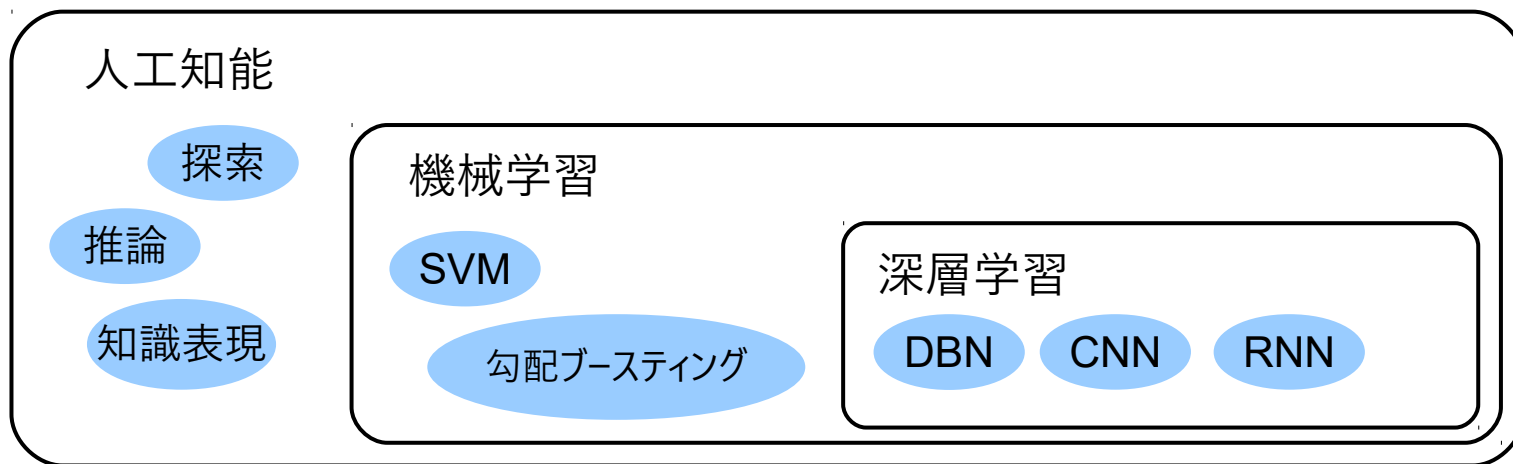 人工知能
探索
推論
知識表現
機械学習
SVM
勾配ブースティング
深層学習
DBN
CNN
RNN